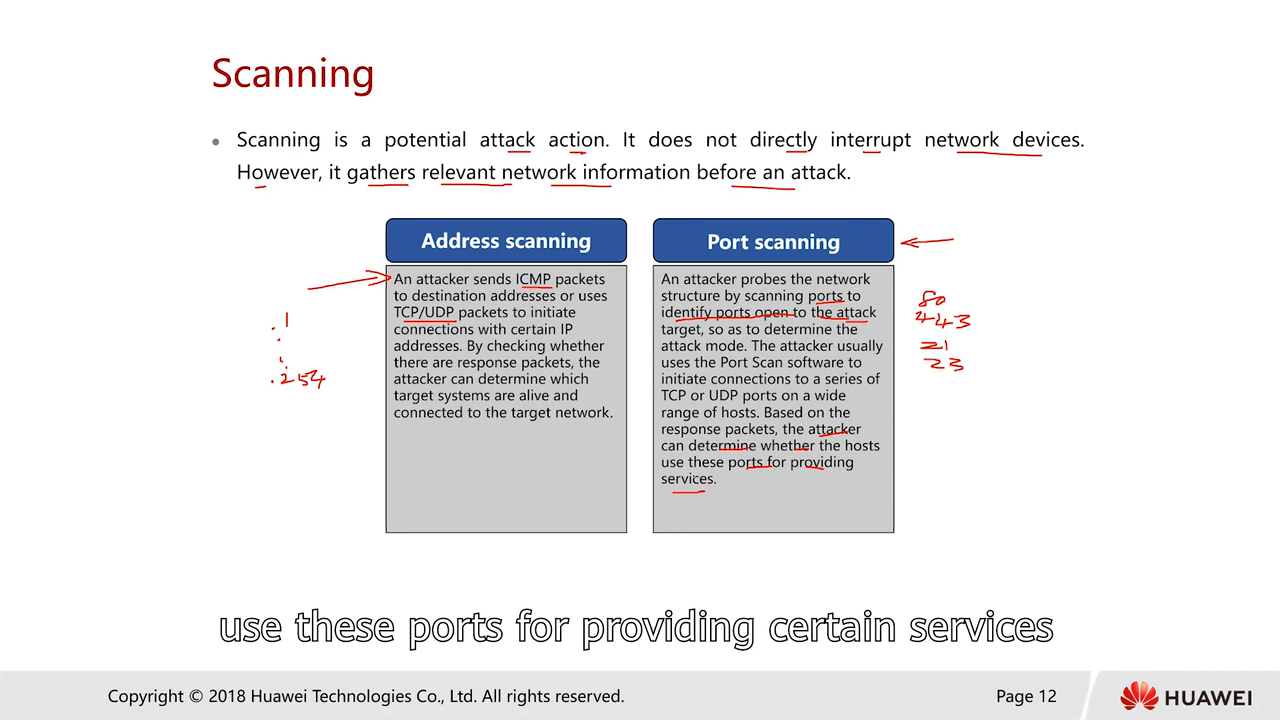 Scanning
• Scanning is a potential attack action. It does not directly interrupt network devices.
However, it gathers relevant network information before an attack.
Address scanning
An attacker sends ICMP packets
to destination addresses or uses
TCP/UDP packets to initiate
connections with certain IP
addresses. By checking whether
there are response packets, the
attacker can determine which
target systems are alive and
connected to the target network.
.1
.254
Port scanning
An attacker probes the network
structure by scanning ports to
identify ports open to the attack
target, so as to determine the
attack mode. The attacker usually
uses the Port Scan software to
initiate connections to a series of
TCP or UDP ports on a wide
range of hosts. Based on the
response packets, the attacker
can determine whether the hosts
use these ports for providing
services.
80
443
21
23
use these ports for providing certain services
Copyright © 2018 Huawei Technologies Co., Ltd. All rights reserved.
Page 12
HUAWEI